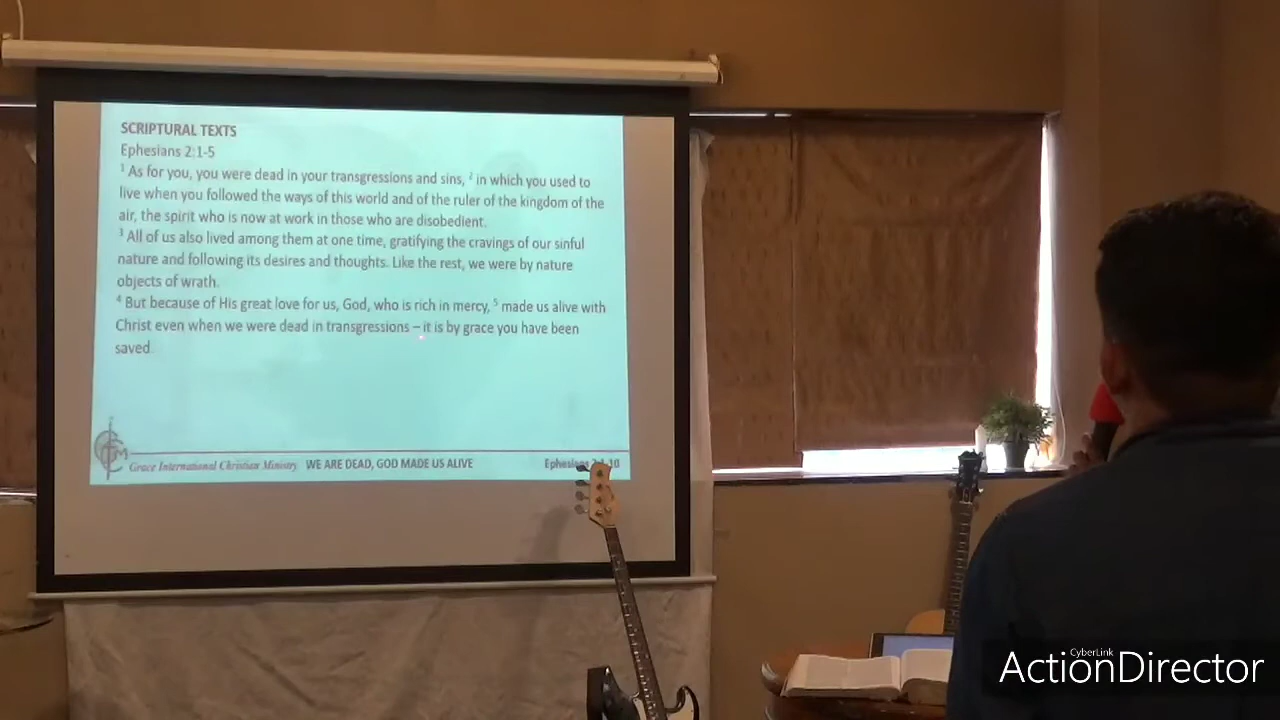 SCRIPTURAL TEXTS
Ephesians 2:1-5
1 As for you, you were dead in your transgressions and sins, 2 in which you used to
live when you followed the ways of this world and of the ruler of the kingdom of the
air, the spirit who is now at work in those who are disobedient.
3 All of us also lived among them at one time, gratifying the cravings of our sinful
nature and following its desires and thoughts. Like the rest, we were by nature
objects of wrath.
4 But because of His great love for us, God, who is rich in mercy, 5 made us alive with
Christ even when we were dead in transgressions – it is by grace you have been
saved.
Grace International Christian Ministry WE ARE DEAD, GOD MADE US ALIVE Ephesians 2:1-10
CyberLink
ActionDirector